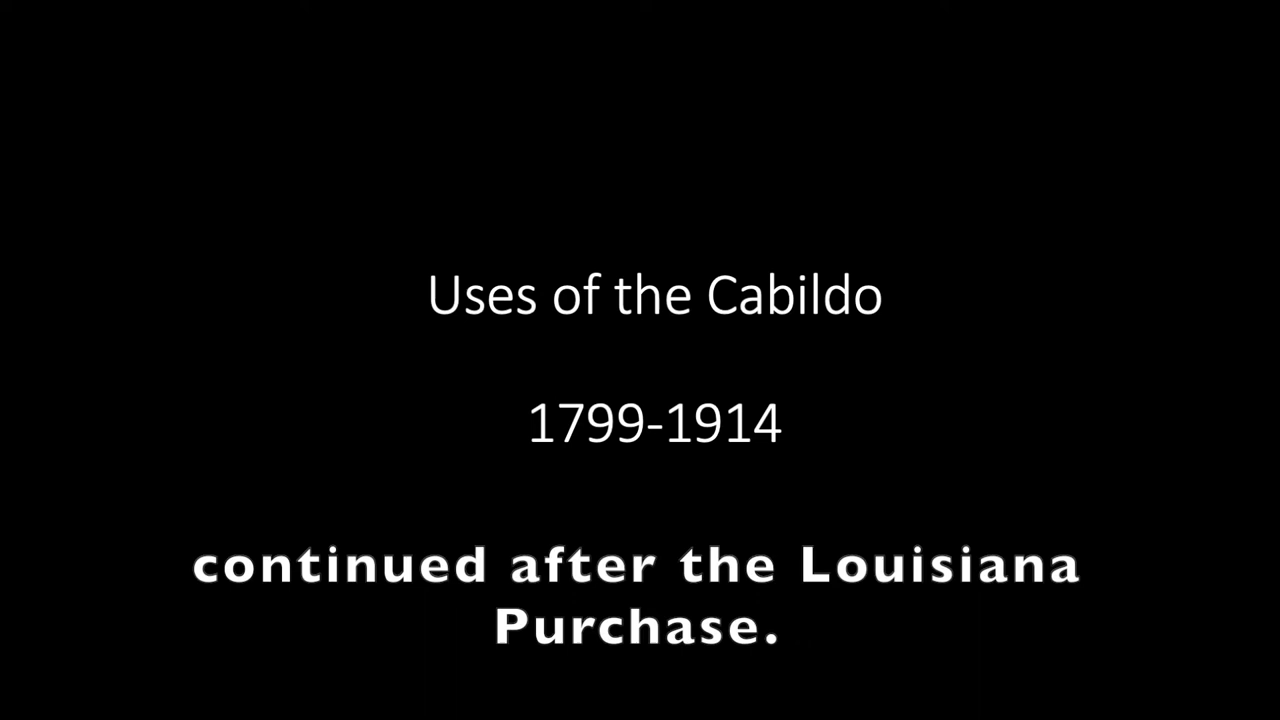 Uses of the Cabildo
1799-1914
continued after the Louisiana
Purchase.